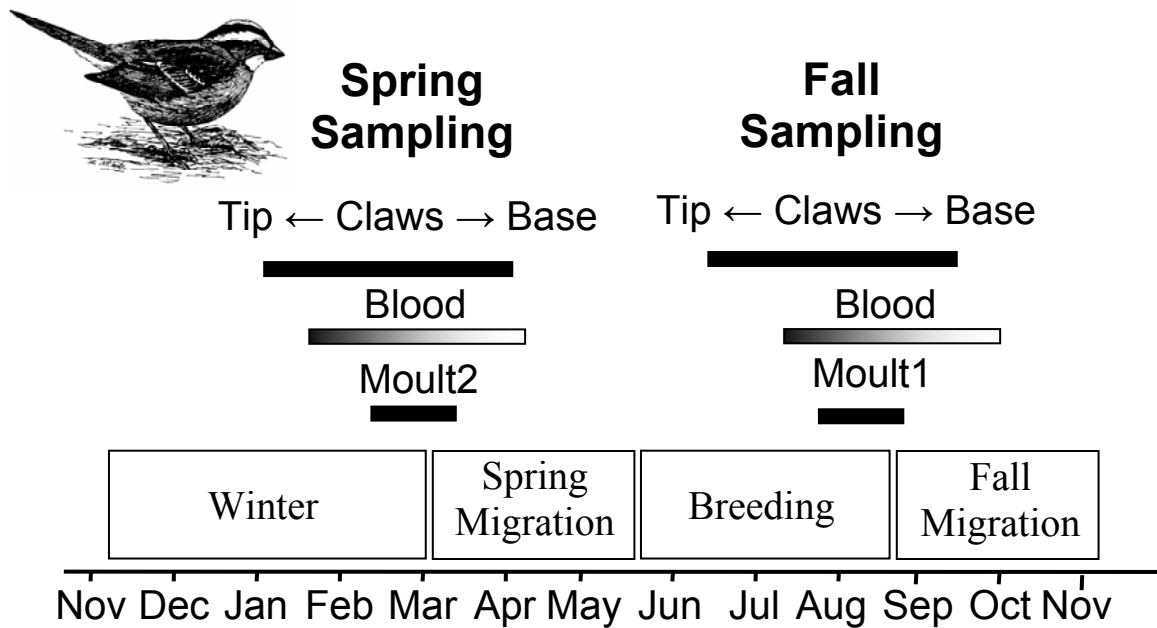 Spring
Sampling
Fall
Sampling
Tip ← Claws → Base
Tip ← Claws → Base
Blood
Blood
Moult2
Moult1
Winter
Spring
Migration
Breeding
Fall
Migration
Nov Dec Jan Feb Mar Apr May Jun Jul Aug Sep Oct Nov